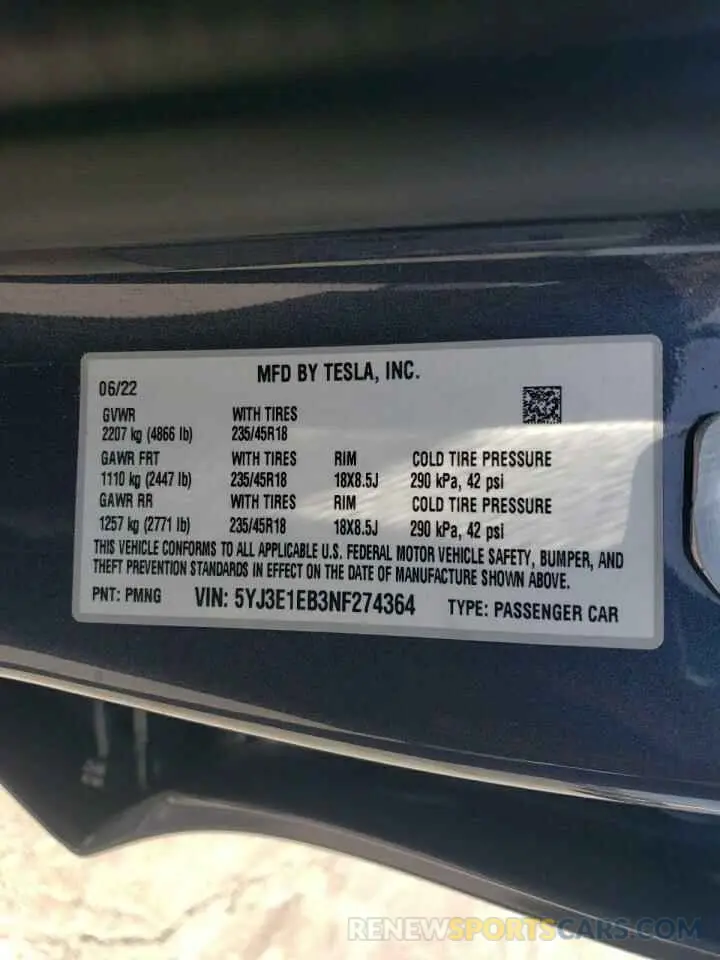 MFD BY TESLA, INC.
06/22
GVWR WITH TIRES
2207 kg (4866 lb) 235/45R18
GAWR FRT WITH TIRES RIM COLD TIRE PRESSURE
1110 kg (2447 lb) 235/45R18 18X8.5J 290 kPa, 42 psi
GAWR RR WITH TIRES RIM COLD TIRE PRESSURE
1257 kg (2771 lb) 235/45R18 18X8.5J 290 kPa, 42 psi
THIS VEHICLE CONFORMS TO ALL APPLICABLE U.S. FEDERAL MOTOR VEHICLE SAFETY, BUMPER, AND
THEFT PREVENTION STANDARDS IN EFFECT ON THE DATE OF MANUFACTURE SHOWN ABOVE.
PNT: PMNG VIN: 5YJ3E1EB3NF274364 TYPE: PASSENGER CAR
RENEWSPORTSCARS.COM